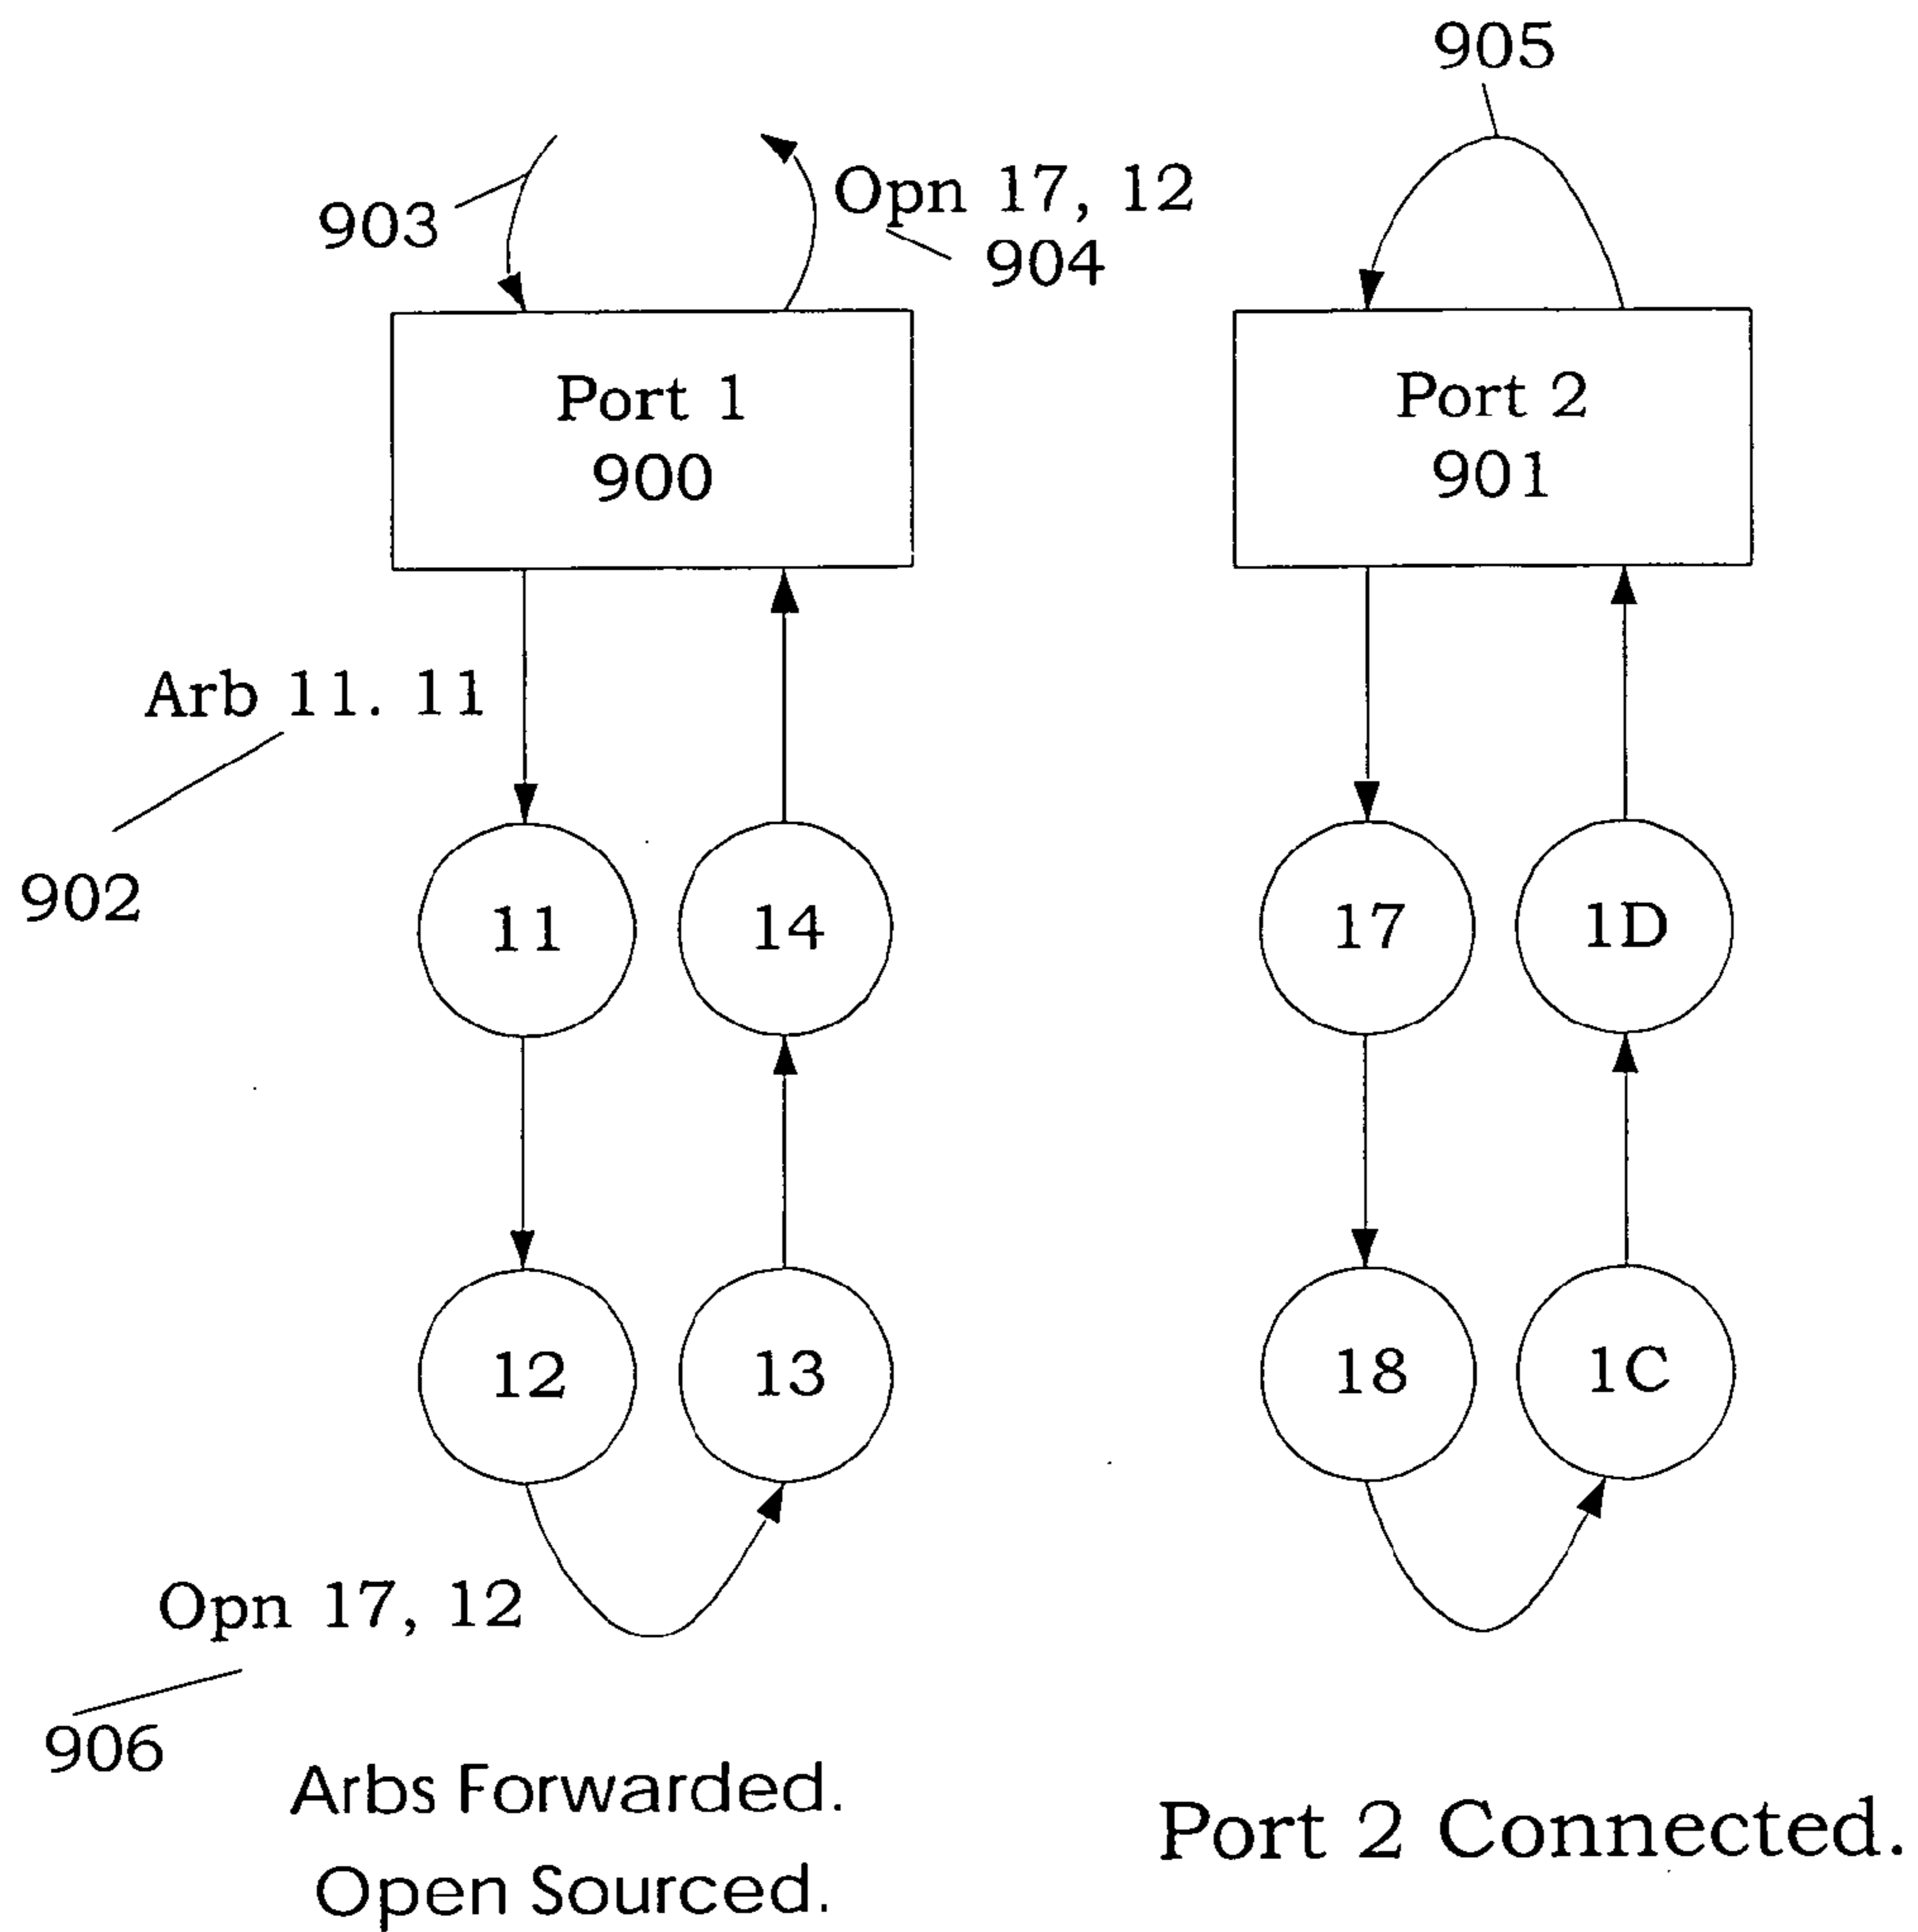 905
903
Opn 17, 12
904
Port 1
900
Port 2
901
Arb 11. 11
902
11
14
17
1D
12
13
18
1C
Opn 17, 12
906
Arbs Forwarded.
Open Sourced.
Port 2 Connected.